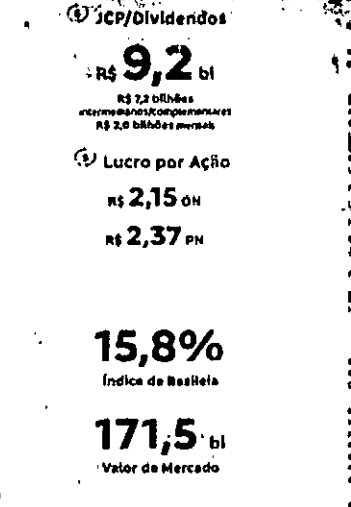 JCP/Dividendos
R$ 9,2 bi
R$ 7,2 bilhões
intermediários/complementares
R$ 2,0 bilhões mensais
Lucro por Ação
R$ 2,15 ON
R$ 2,37 PN
15,8%
Índice de Basileia
171,5 bi
Valor de Mercado